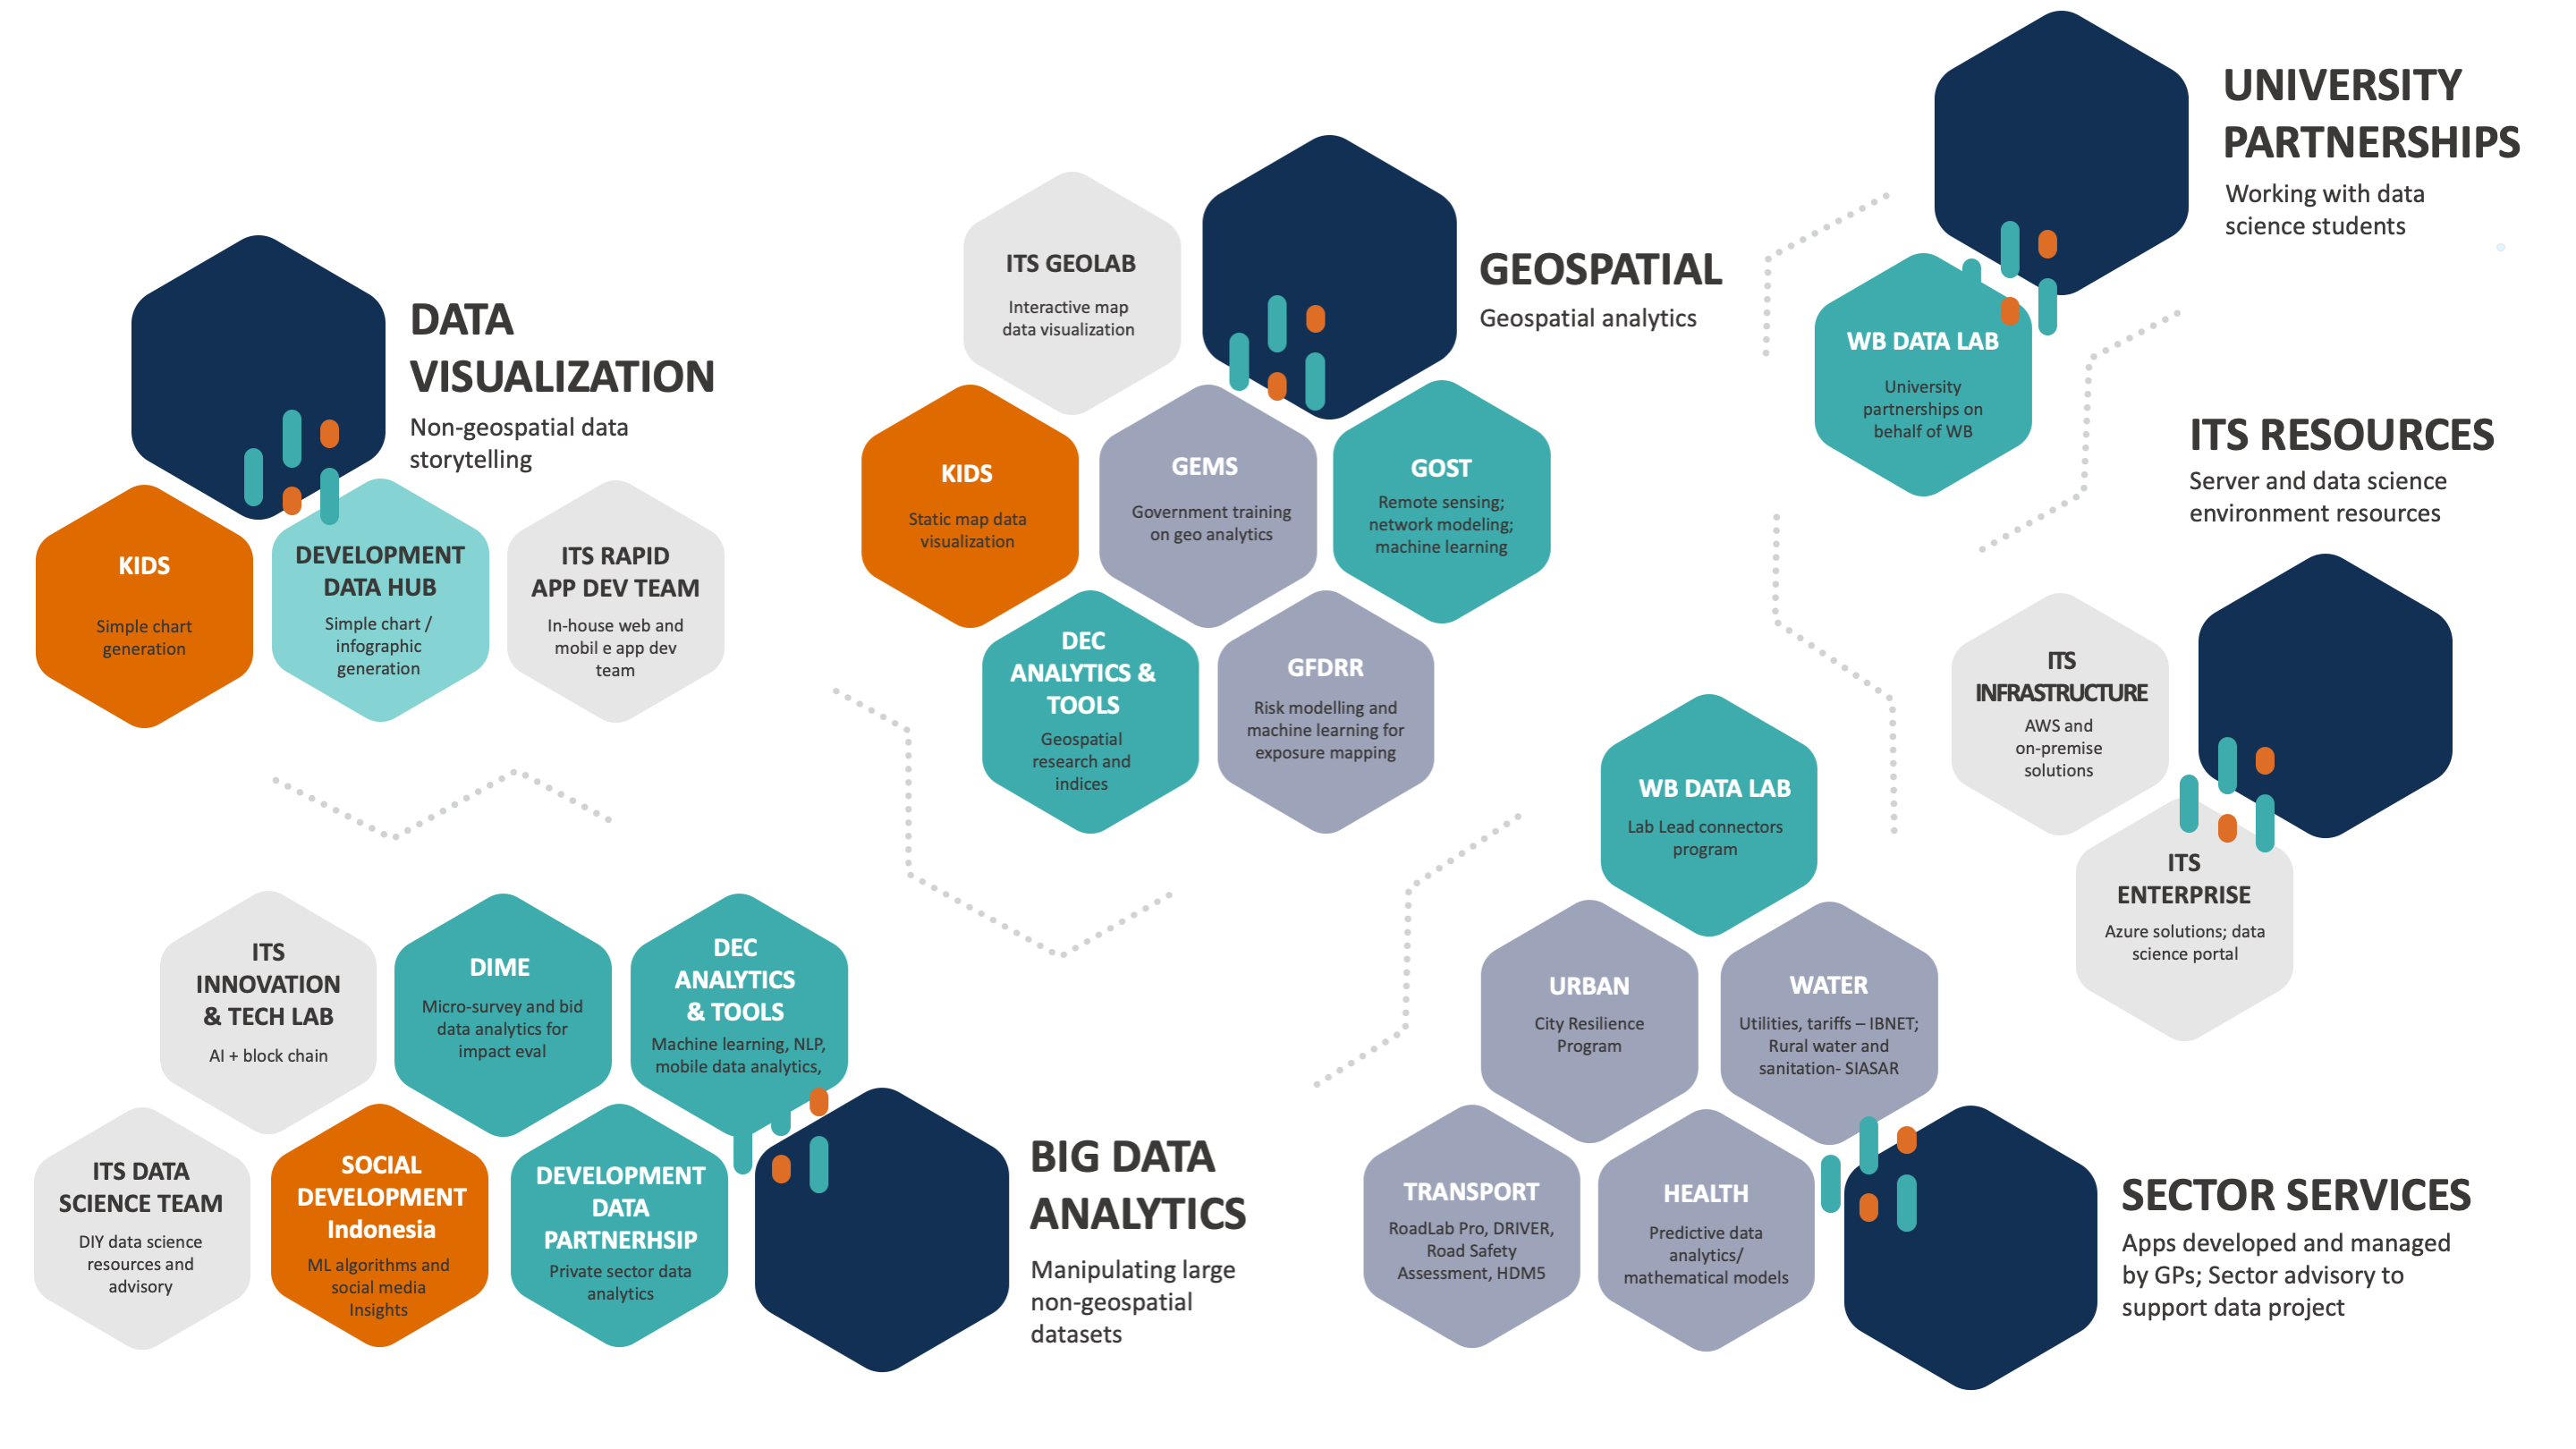 DATA
VISUALIZATION
Non-geospatial data
storytelling
KIDS
Simple chart
generation
DEVELOPMENT
DATA HUB
Simple chart /
infographic
generation
ITS RAPID
APP DEV TEAM
In-house web and
mobil e app dev
team
GEOSPATIAL
Geospatial analytics
ITS GEOLAB
Interactive map
data visualization
KIDS
Static map data
visualization
GEMS
Government training
on geo analytics
GOST
Remote sensing;
network modeling;
machine learning
DEC
ANALYTICS &
TOOLS
Geospatial
research and
indices
GFDRR
Risk modelling and
machine learning for
exposure mapping
UNIVERSITY
PARTNERSHIPS
Working with data
science students
WB DATA LAB
University
partnerships on
behalf of WB
ITS RESOURCES
Server and data science
environment resources
ITS
INFRASTRUCTURE
AWS and
on-premise
solutions
ITS
ENTERPRISE
Azure solutions; data
science portal
ITS
INNOVATION
& TECH LAB
AI + block chain
DIME
Micro-survey and bid
data analytics for
impact eval
DEC
ANALYTICS
& TOOLS
Machine learning, NLP,
mobile data analytics,
ITS DATA
SCIENCE TEAM
DIY data science
resources and
advisory
SOCIAL
DEVELOPMENT
Indonesia
ML algorithms and
social media
Insights
DEVELOPMENT
DATA
PARTNERHSIP
Private sector data
analytics
BIG DATA
ANALYTICS
Manipulating large
non-geospatial
datasets
WB DATA LAB
Lab Lead connectors
program
URBAN
City Resilience
Program
WATER
Utilities, tariffs – IBNET;
Rural water and
sanitation- SIASAR
TRANSPORT
RoadLab Pro, DRIVER,
Road Safety
Assessment, HDM5
HEALTH
Predictive data
analytics/
mathematical models
SECTOR SERVICES
Apps developed and managed
by GPs; Sector advisory to
support data project